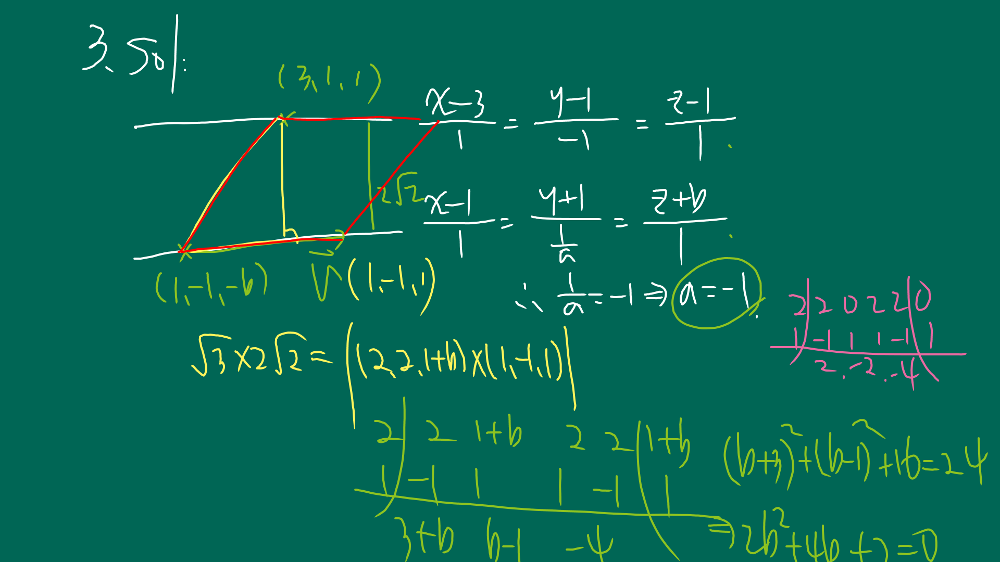 3. Sol:
(3, 1, 1)
(x-3)/1 = (y-1)/(-1) = (z-1)/1
2√2
(x-1)/1 = (y+1)/(1/a) = (z+b)/1
(1, -1, -b)
V (1, -1, 1)
∴ 1/a = -1 ⇒ a = -1
√3 × 2√2 = |(2, 2, 1+b) × (1, -1, 1)|
2 2 0 2 2 0
1 -1 1 1 -1 1
2, -2, -4
2 2 1+b 2 2 1+b
1 -1 1 1 -1 1
3+b b-1 -4
(b+3)² + (b-1)² + 16 = 24
⇒ 2b² + 4b + 2 = 0